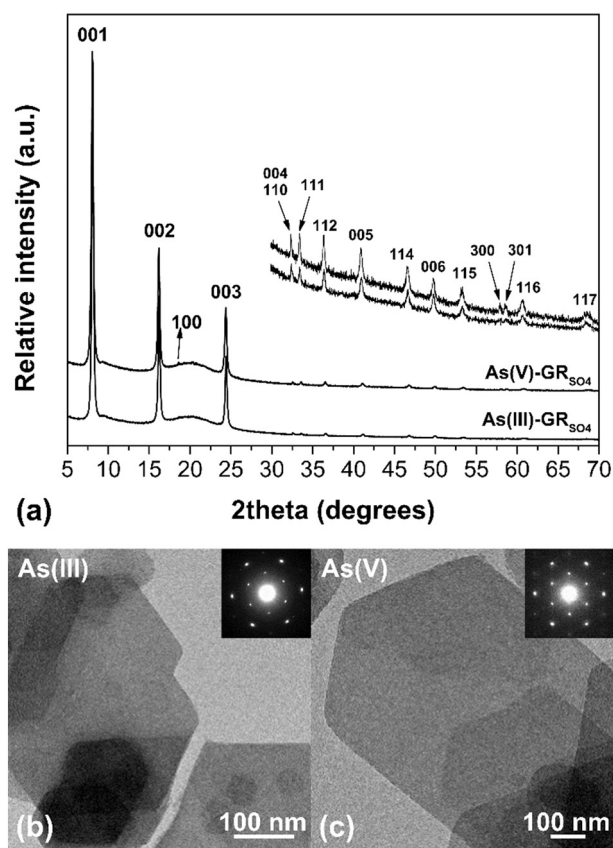 001
002
100
003
004
110
111
112
005
114
006
115
300
301
116
117
As(V)-GRSO4
As(III)-GRSO4
Relative intensity (a.u.)
5 10 15 20 25 30 35 40 45 50 55 60 65 70
2theta (degrees)
(a)
As(III)
As(V)
(b)
100 nm
(c)
100 nm